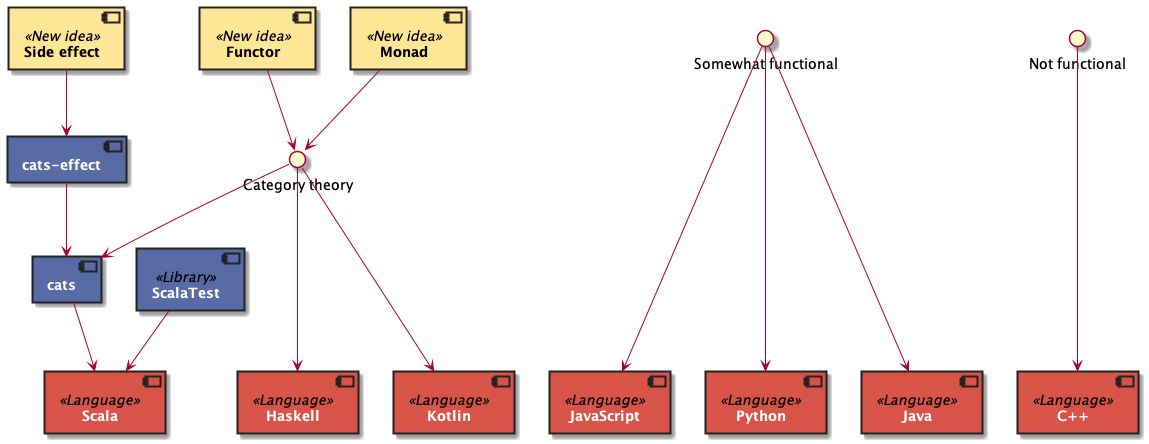 «New idea»
Side effect
«New idea»
Functor
«New idea»
Monad
Somewhat functional
Not functional
cats-effect
Category theory
cats
«Library»
ScalaTest
«Language»
Scala
«Language»
Haskell
«Language»
Kotlin
«Language»
JavaScript
«Language»
Python
«Language»
Java
«Language»
C++